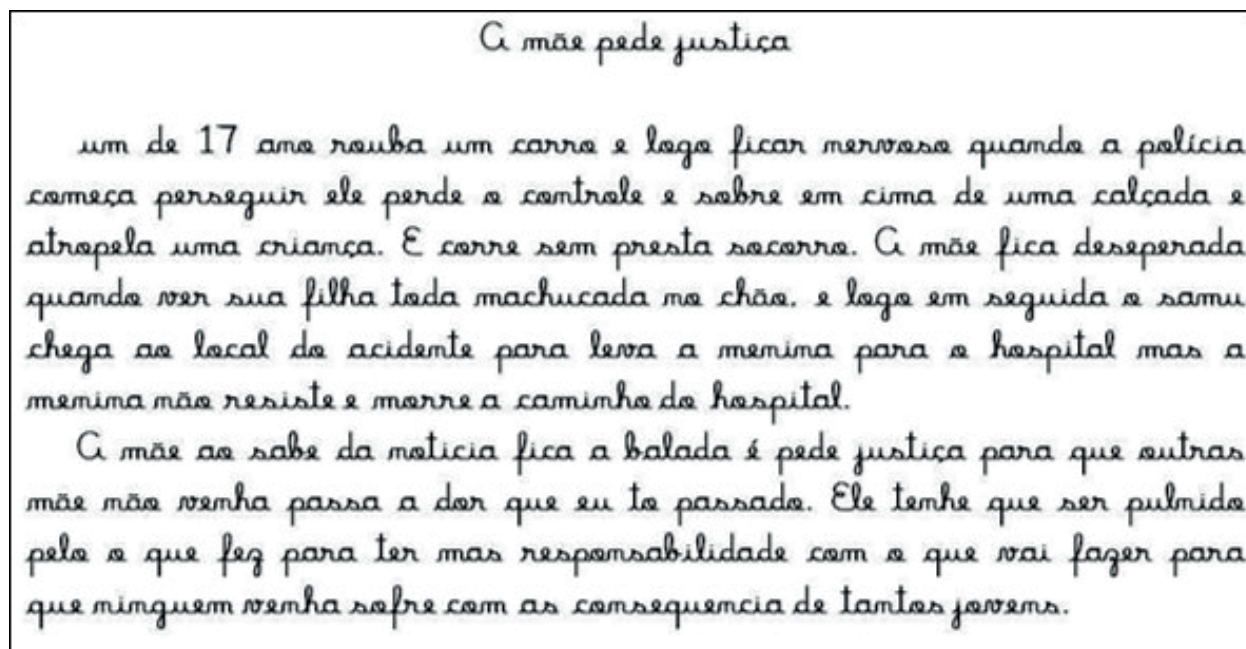 A mãe pede justiça
um de 17 ano rouba um carro e logo ficar nervoso quando a polícia
começa perseguir ele perde o controle e sobre em cima de uma calçada e
atropela uma criança. E corre sem presta socorro. A mãe fica deseperada
quando ver sua filha toda machucada no chão. e logo em seguida o samu
chega ao local do acidente para leva a menina para o hospital mas a
menina não resiste e morre a caminho do hospital.
A mãe ao sabe da noticia fica a balada é pede justiça para que outras
mãe não venha passa a dor que eu to passado. Ele tenhe que ser pulnido
pelo o que fez para ter mas responsabilidade com o que vai fazer para
que ninguem venha sofre com as consequencia de tantos jovens.